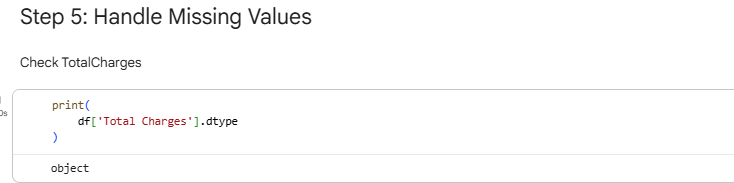 Step 5: Handle Missing Values
Check TotalCharges
print(
df['Total Charges'].dtype
)
object